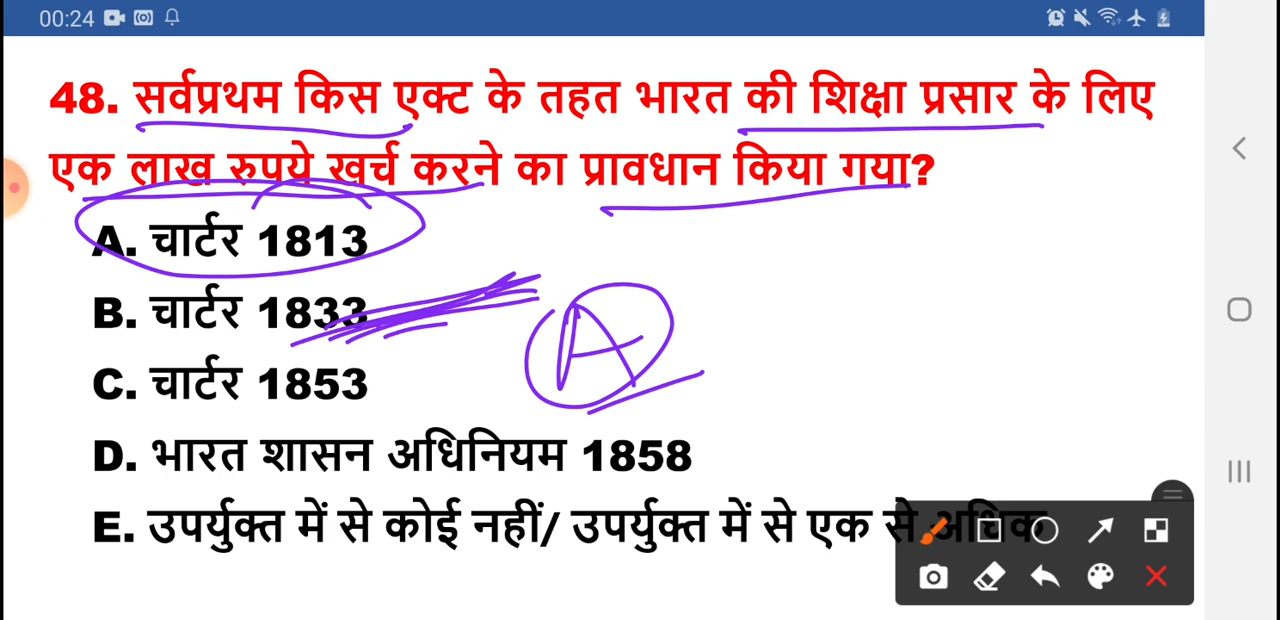 00:24
48. सर्वप्रथम किस एक्ट के तहत भारत की शिक्षा प्रसार के लिए
एक लाख रुपये खर्च करने का प्रावधान किया गया?
A. चार्टर 1813
B. चार्टर 1833
A
C. चार्टर 1853
D. भारत शासन अधिनियम 1858
E. उपर्युक्त में से कोई नहीं/ उपर्युक्त में से एक से अधिक